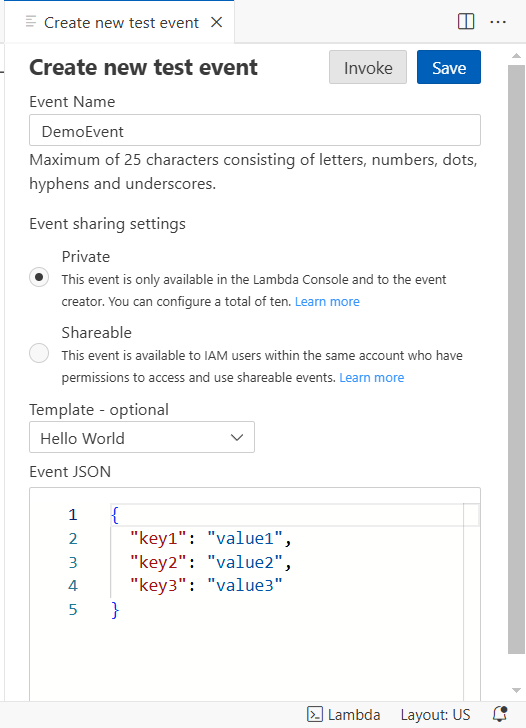 Create new test event
Create new test event
Invoke
Save
Event Name
DemoEvent
Maximum of 25 characters consisting of letters, numbers, dots,
hyphens and underscores.
Event sharing settings
Private
This event is only available in the Lambda Console and to the event
creator. You can configure a total of ten. Learn more
Shareable
This event is available to IAM users within the same account who have
permissions to access and use shareable events. Learn more
Template - optional
Hello World
Event JSON
1 {
2 "key1": "value1",
3 "key2": "value2",
4 "key3": "value3"
5 }
Lambda Layout: US